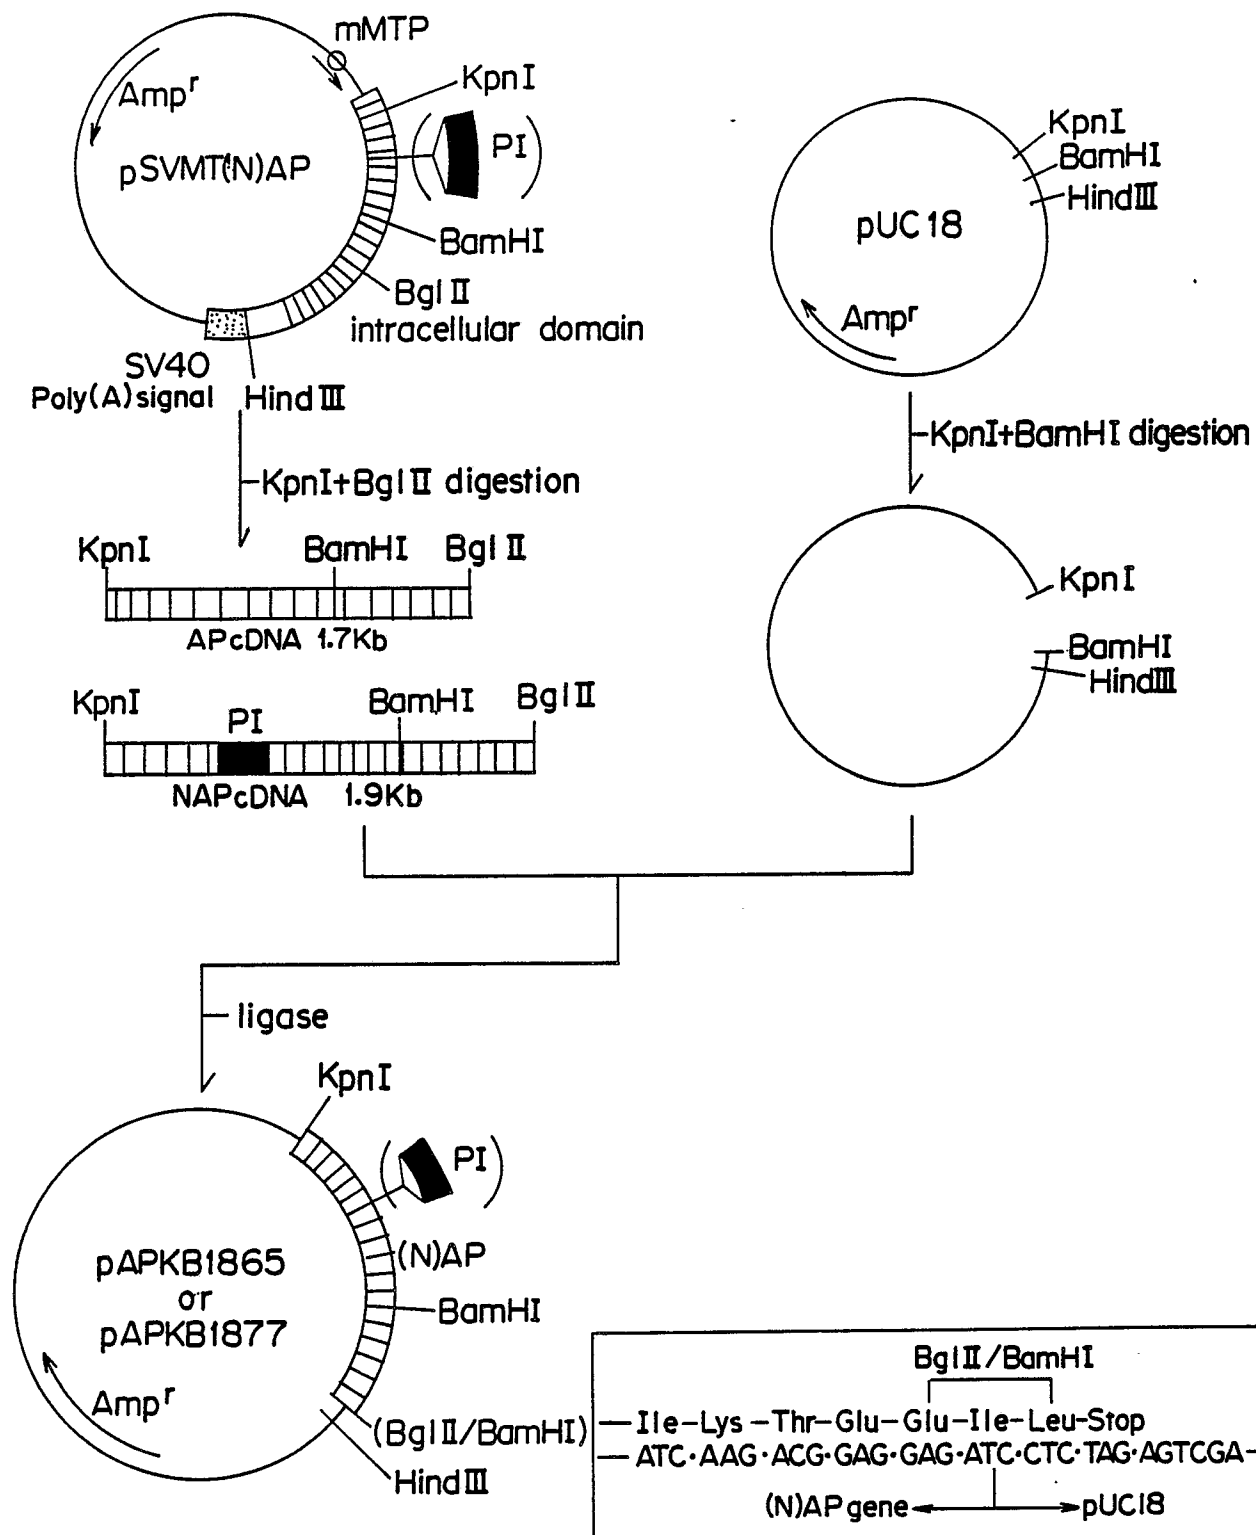 mMTP
KpnI
Ampʳ
(PI)
pSVMT(N)AP
BamHI
BglII
intracellular domain
SV40
Poly(A)signal
HindIII
KpnI+BglII digestion
KpnI
BamHI
BglII
APcDNA 1.7Kb
KpnI
PI
BamHI
BglII
NAPcDNA 1.9Kb
KpnI
BamHI
HindIII
pUC18
Ampʳ
KpnI+BamHI digestion
KpnI
BamHI
HindIII
ligase
KpnI
(PI)
(N)AP
pAPKB1865
or
pAPKB1877
BamHI
Ampʳ
(BglII/BamHI)
HindIII
BglII/BamHI
—Ile-Lys-Thr-Glu-Glu-Ile-Leu-Stop
—ATC·AAG·ACG·GAG·GAG·ATC·CTC·TAG·AGTCGA—
(N)AP gene
pUC18